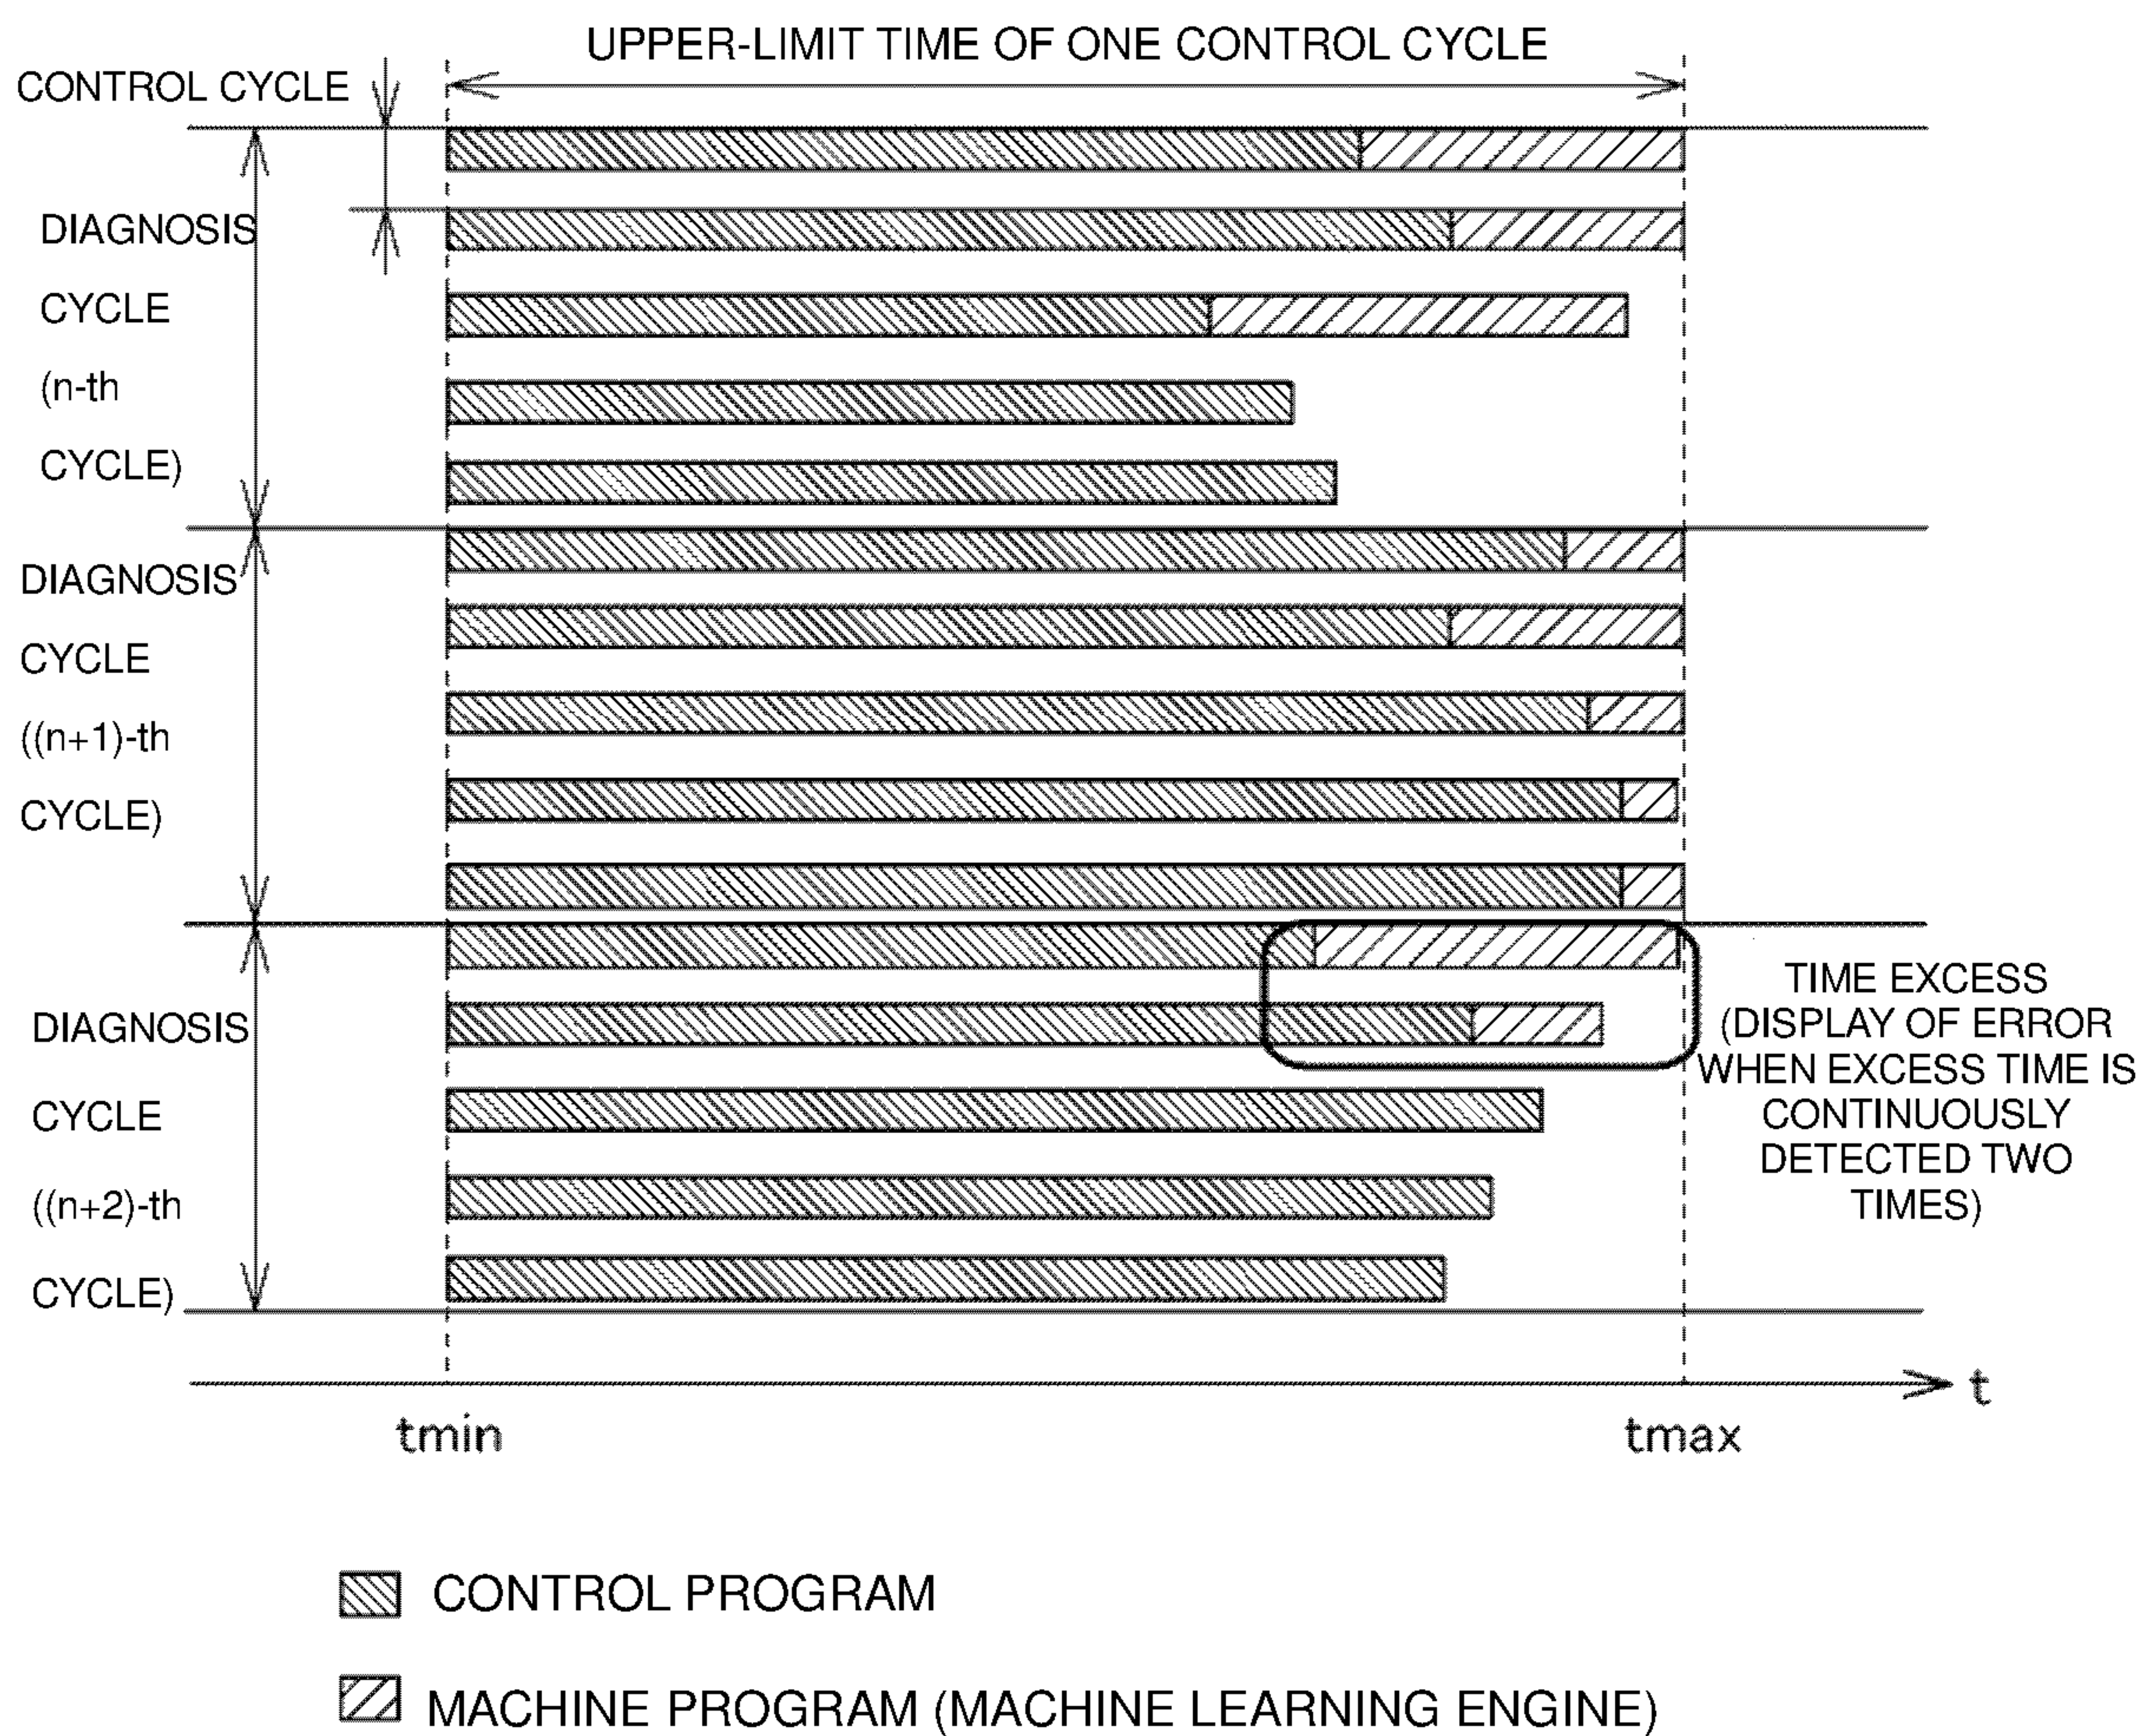 UPPER-LIMIT TIME OF ONE CONTROL CYCLE
CONTROL CYCLE
DIAGNOSIS
CYCLE
(n-th
CYCLE)
DIAGNOSIS
CYCLE
((n+1)-th
CYCLE)
DIAGNOSIS
CYCLE
((n+2)-th
CYCLE)
TIME EXCESS
(DISPLAY OF ERROR
WHEN EXCESS TIME IS
CONTINUOUSLY
DETECTED TWO
TIMES)
t
tmin
tmax
CONTROL PROGRAM
MACHINE PROGRAM (MACHINE LEARNING ENGINE)